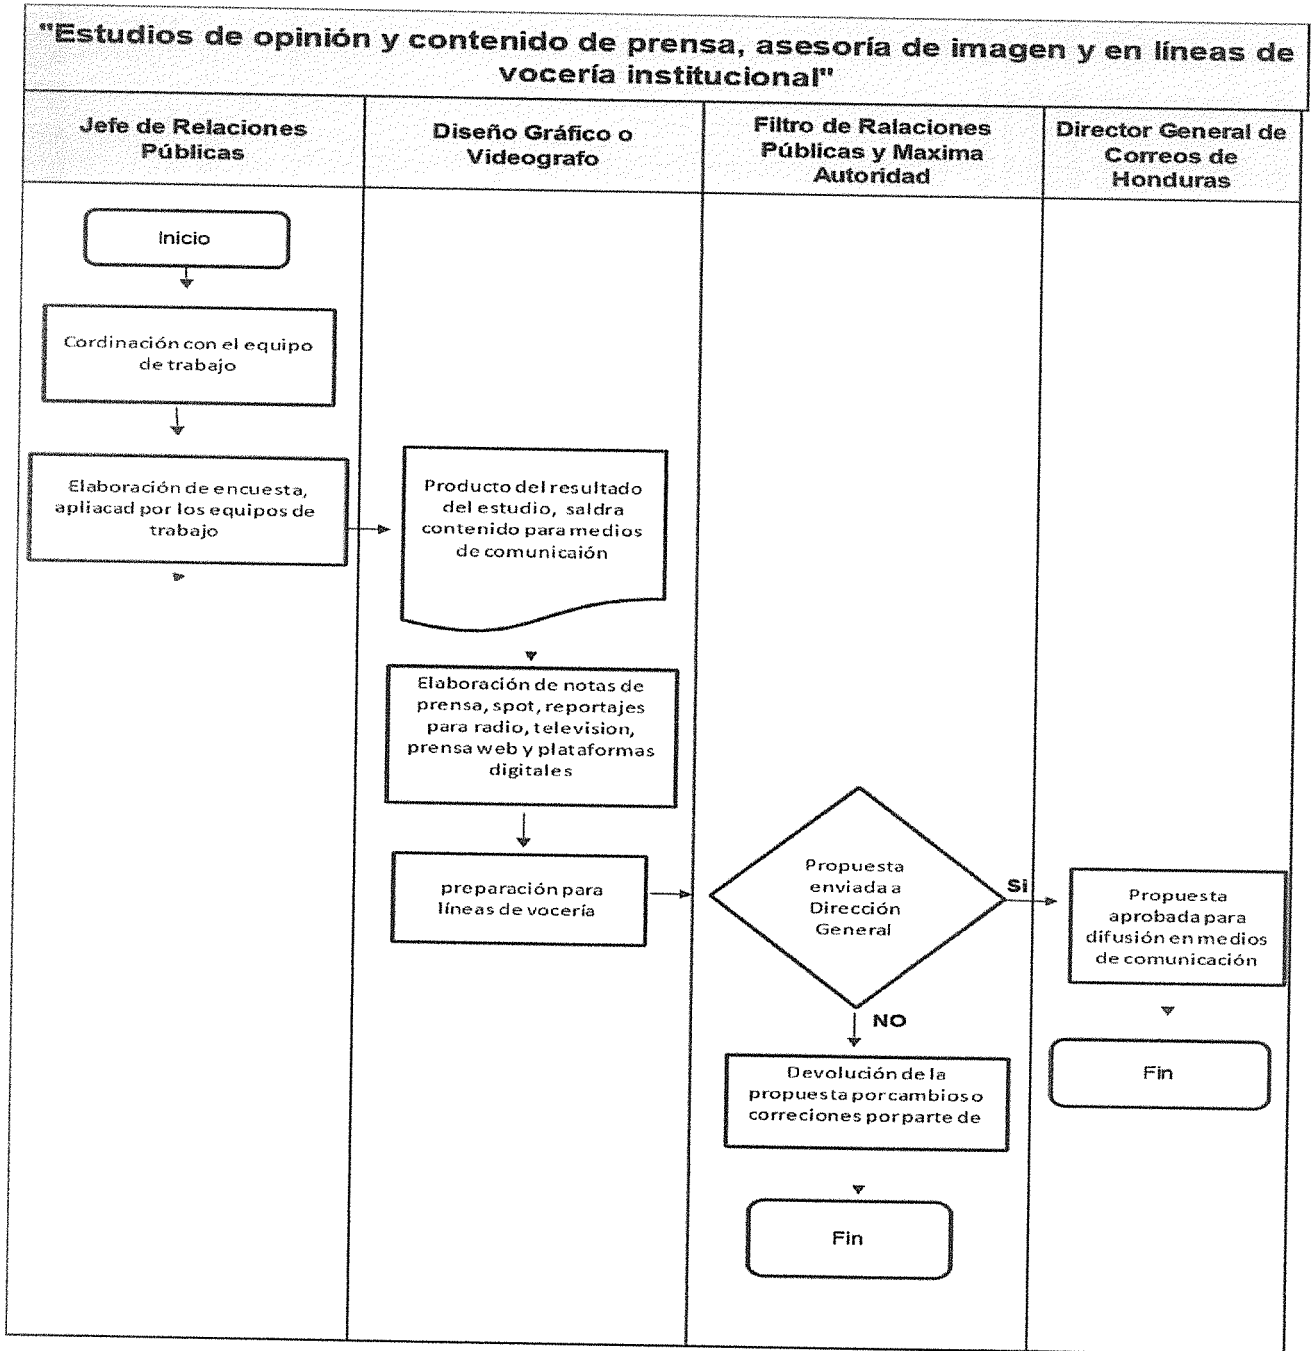 "Estudios de opinión y contenido de prensa, asesoría de imagen y en líneas de
vocería institucional"
Jefe de Relaciones
Públicas
Diseño Gráfico o
Videografo
Filtro de Ralaciones
Públicas y Maxima
Autoridad
Director General de
Correos de
Honduras
Inicio
Cordinación con el equipo
de trabajo
Elaboración de encuesta,
apliacad por los equipos de
trabajo
Producto del resultado
del estudio, saldra
contenido para medios
de comunicaión
Elaboración de notas de
prensa, spot, reportajes
para radio, television,
prensa web y plataformas
digitales
preparación para
líneas de vocería
Propuesta
enviada a
Dirección
General
Si
Propuesta
aprobada para
difusión en medios
de comunicación
NO
Devolución de la
propuesta por cambios o
correciones por parte de
Fin
Fin